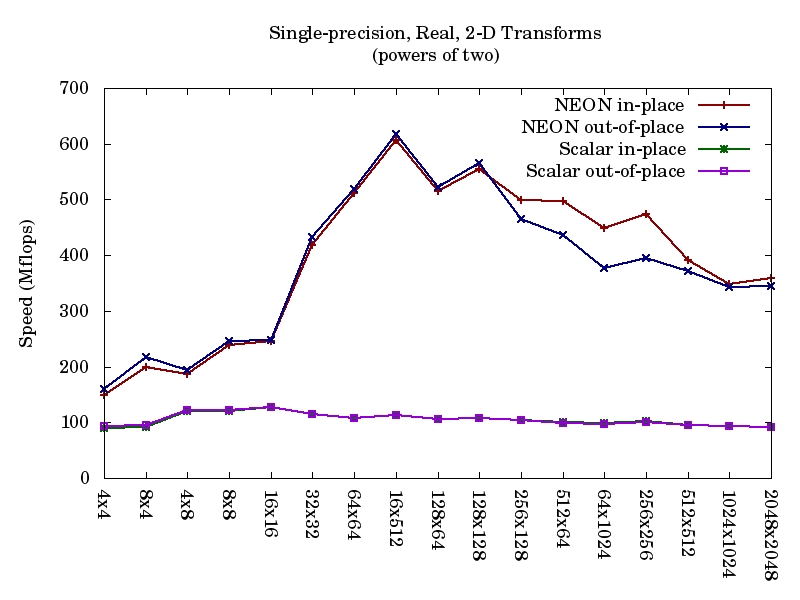 Single-precision, Real, 2-D Transforms
(powers of two)
Speed (Mflops)
700
600
500
400
300
200
100
0
NEON in-place
NEON out-of-place
Scalar in-place
Scalar out-of-place
4x4
8x4
4x8
8x8
16x16
32x32
64x64
16x512
128x64
128x128
256x128
512x64
64x1024
256x256
512x512
1024x1024
2048x2048